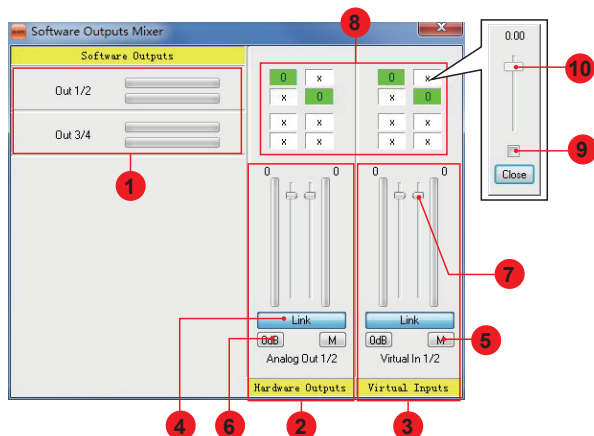 Software Outputs Mixer
x
8
0.00
10
9
Close
Software Outputs
Out 1/2
Out 3/4
1
0 x
x 0
x x
x x
0 x
x 0
x x
x x
0 0
0 0
7
Link
Link
4
0dB M
0dB M
5
6
Analog Out 1/2
Virtual In 1/2
Hardware Outputs
Virtual Inputs
4
6
2
3